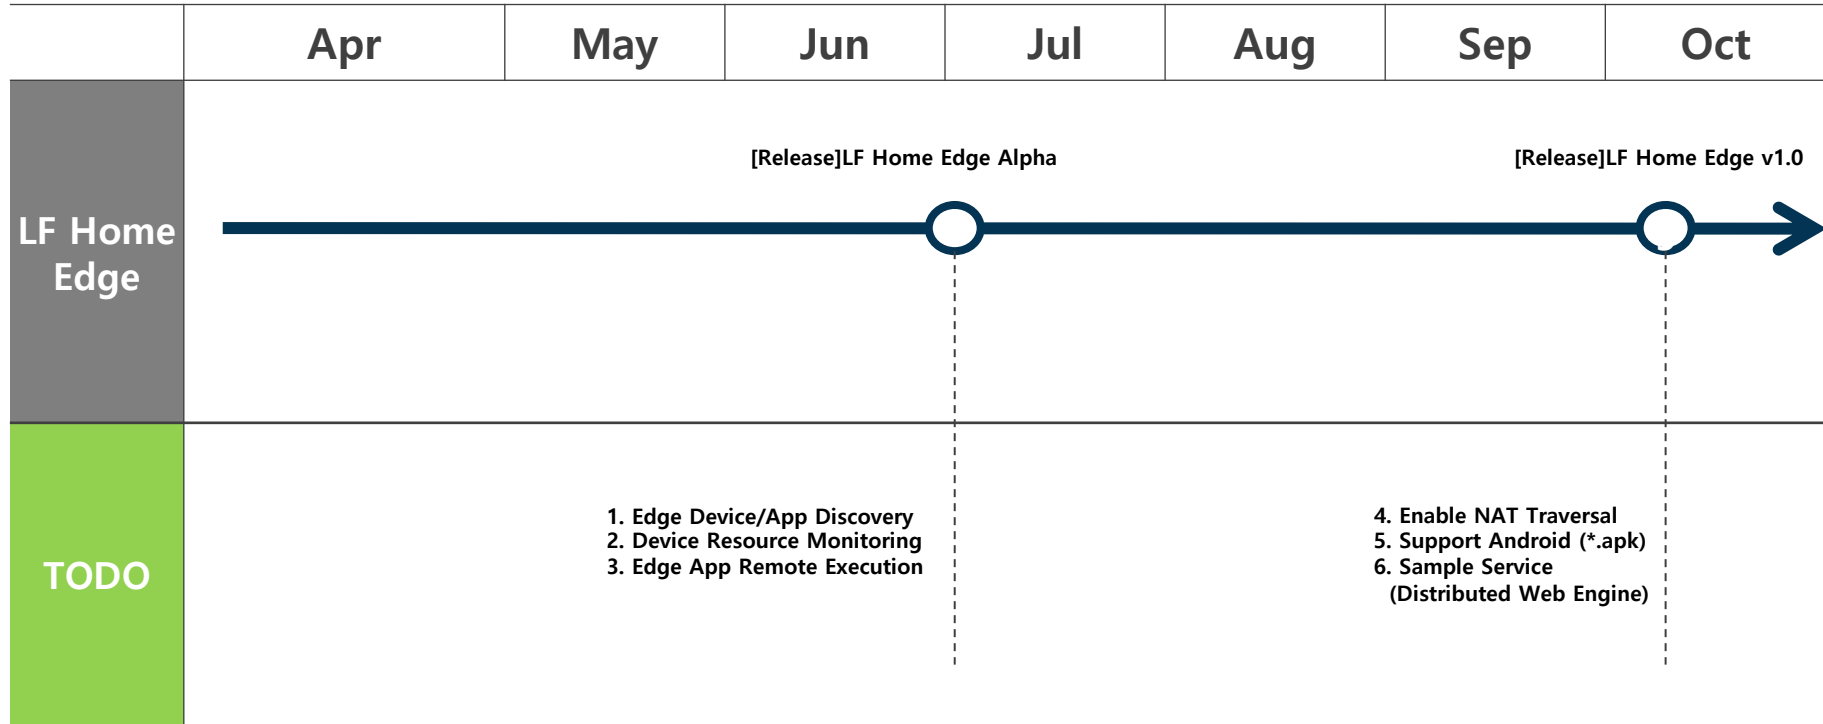 Apr May Jun Jul Aug Sep Oct
LF Home
Edge
[Release]LF Home Edge Alpha
[Release]LF Home Edge v1.0
TODO
1. Edge Device/App Discovery
2. Device Resource Monitoring
3. Edge App Remote Execution
4. Enable NAT Traversal
5. Support Android (*.apk)
6. Sample Service
(Distributed Web Engine)